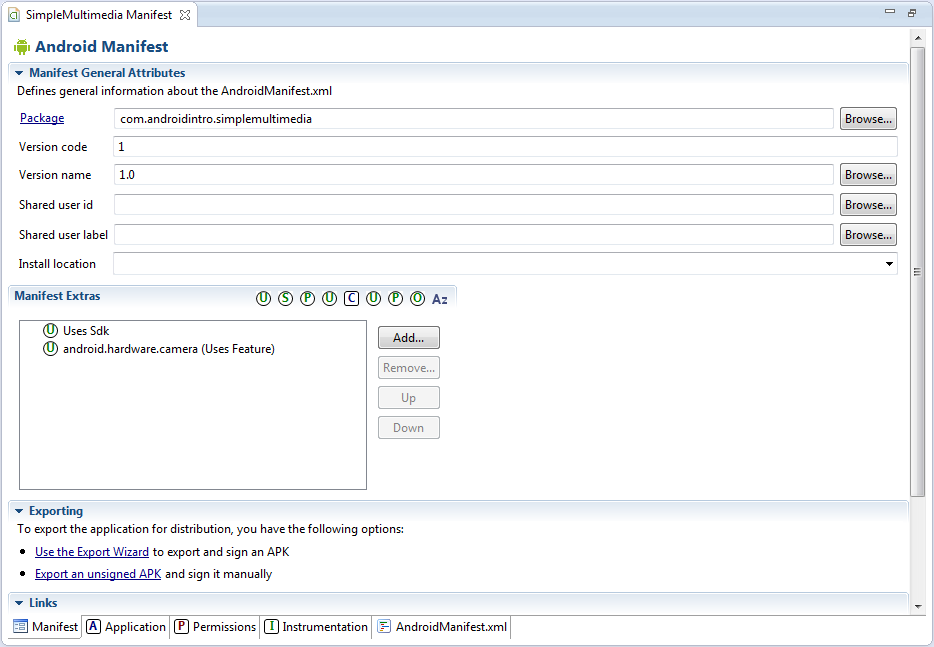 SimpleMultimedia Manifest
Android Manifest
Manifest General Attributes
Defines general information about the AndroidManifest.xml
Package com.androidintro.simplemultimedia Browse...
Version code 1
Version name 1.0 Browse...
Shared user id Browse...
Shared user label Browse...
Install location
Manifest Extras U S P U C U P O Az
U Uses Sdk
U android.hardware.camera (Uses Feature)
Add...
Remove...
Up
Down
Exporting
To export the application for distribution, you have the following options:
Use the Export Wizard to export and sign an APK
Export an unsigned APK and sign it manually
Links
Manifest A Application P Permissions I Instrumentation AndroidManifest.xml